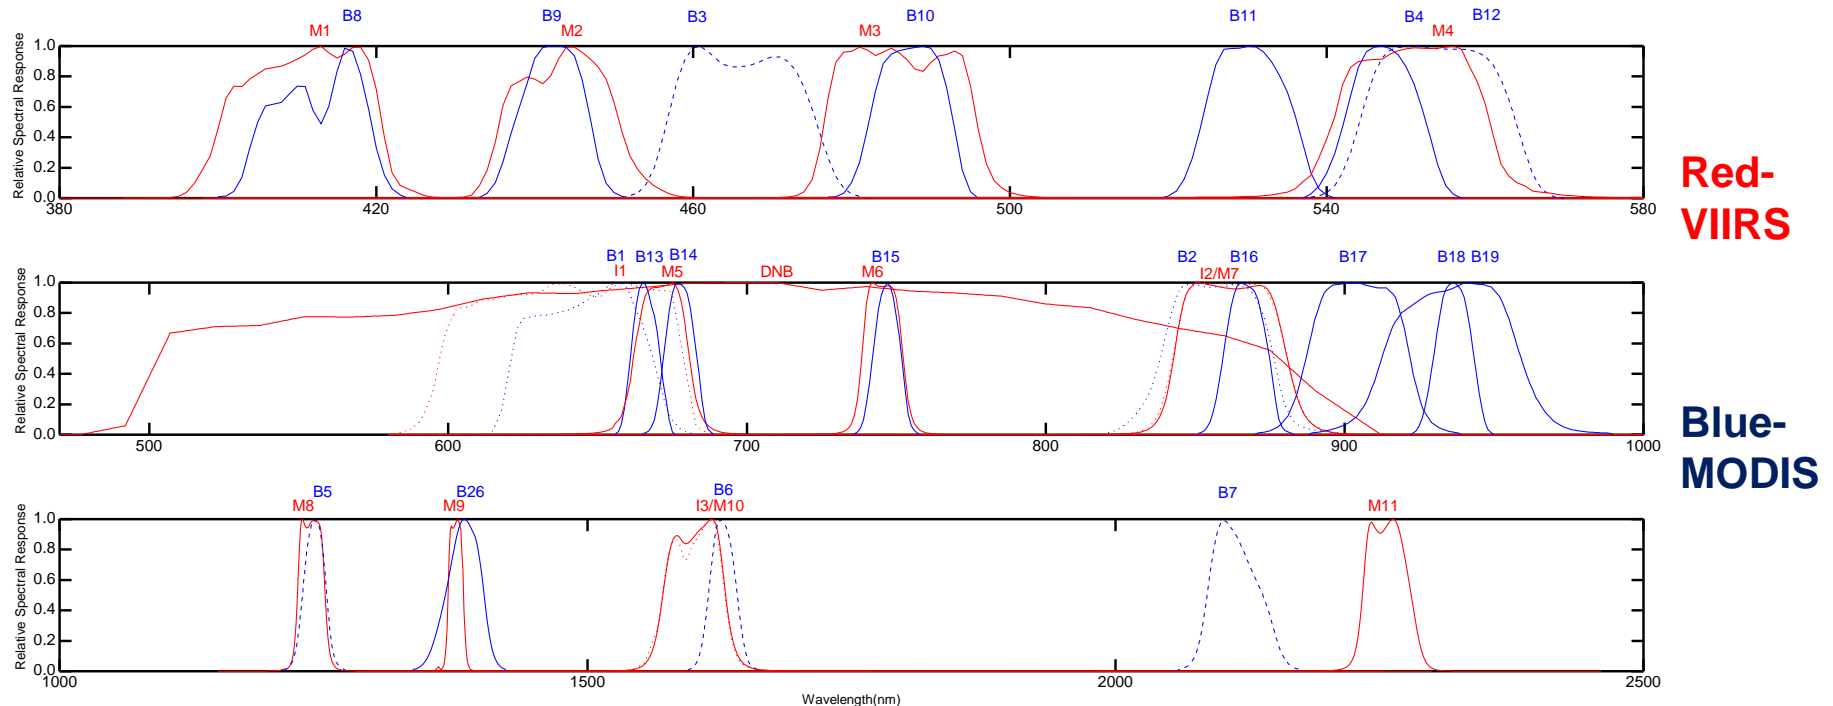 B8 B9 B3 B10 B11 B4 B12
M1 M2 M3 M4
Relative Spectral Response
1.0
0.8
0.6
0.4
0.2
0.0
380 420 460 500 540 580
B1 B13 B14 B15 B2 B16 B17 B18 B19
I1 M5 DNB M6 I2/M7
Relative Spectral Response
1.0
0.8
0.6
0.4
0.2
0.0
500 600 700 800 900 1000
B5 B26 B6 B7
M8 M9 I3/M10 M11
Relative Spectral Response
1.0
0.8
0.6
0.4
0.2
0.0
1000 1500 2000 2500
Wavelength(nm)
Red-
VIIRS
Blue-
MODIS